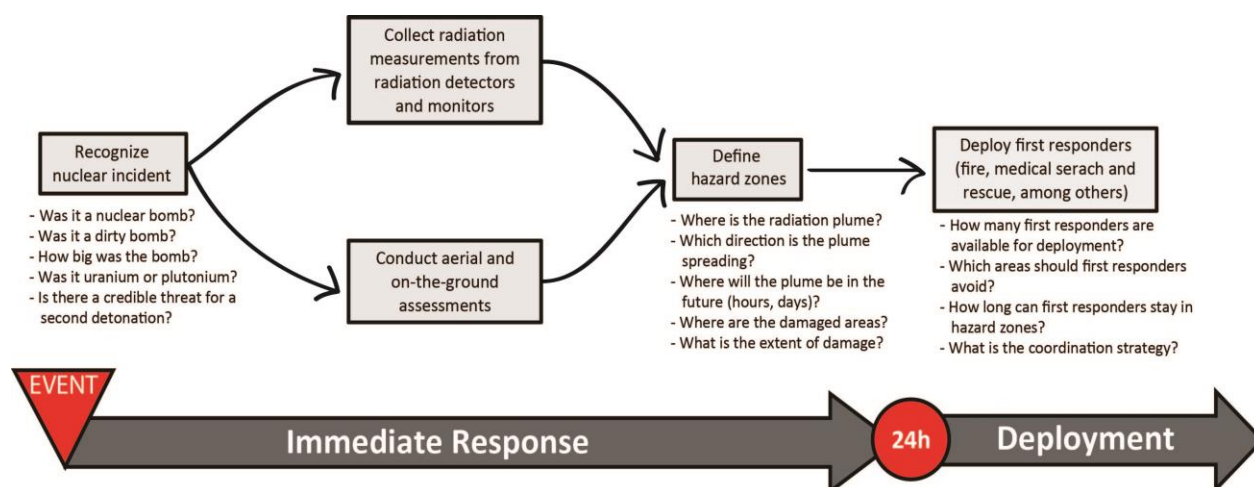 Collect radiation
measurements from
radiation detectors
and monitors
Recognize
nuclear incident
- Was it a nuclear bomb?
- Was it a dirty bomb?
- How big was the bomb?
- Was it uranium or plutonium?
- Is there a credible threat for a
second detonation?
Conduct aerial and
on-the-ground
assessments
Define
hazard zones
- Where is the radiation plume?
- Which direction is the plume
spreading?
- Where will the plume be in the
future (hours, days)?
- Where are the damaged areas?
- What is the extent of damage?
Deploy first responders
(fire, medical serach and
rescue, among others)
- How many first responders are
available for deployment?
- Which areas should first responders
avoid?
- How long can first responders stay in
hazard zones?
- What is the coordination strategy?
EVENT
Immediate Response
24h
Deployment